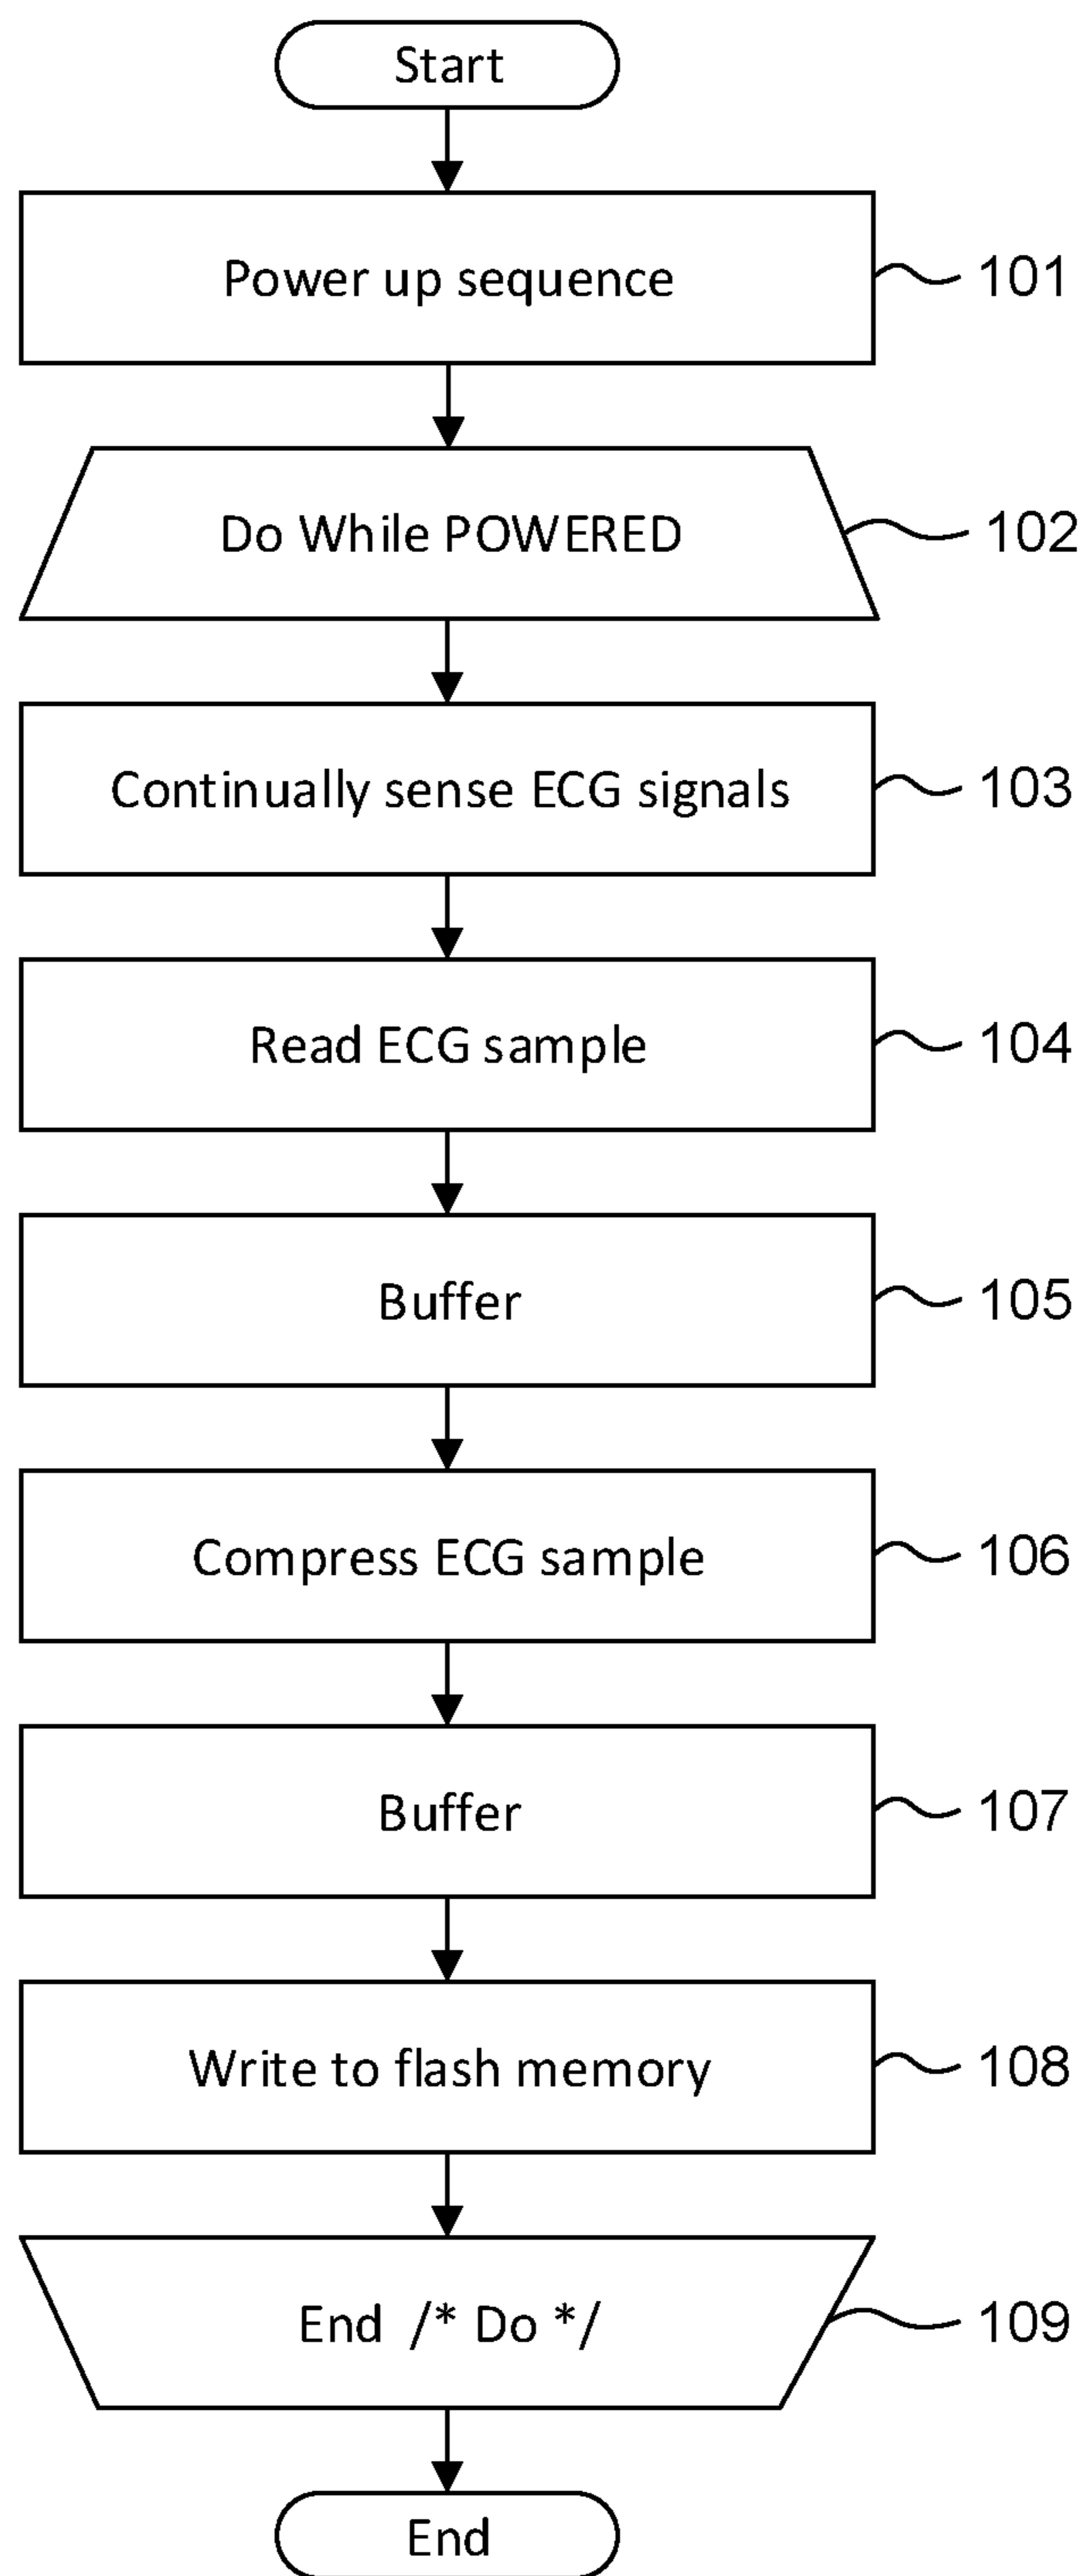 Start
Power up sequence
101
Do While POWERED
102
Continually sense ECG signals
103
Read ECG sample
104
Buffer
105
Compress ECG sample
106
Buffer
107
Write to flash memory
108
End /* Do */
109
End